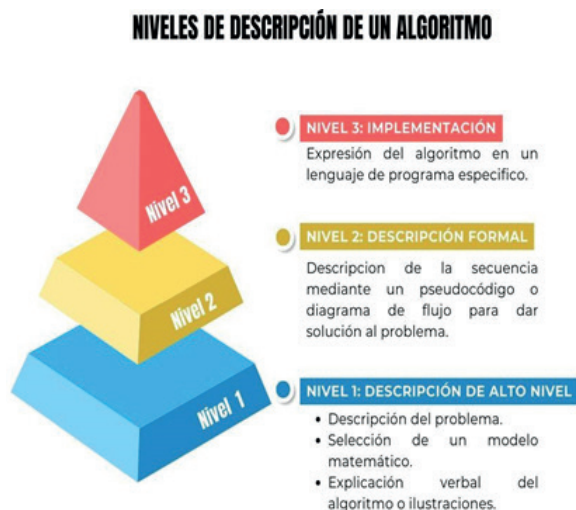 NIVELES DE DESCRIPCIÓN DE UN ALGORITMO
NIVEL 3: IMPLEMENTACIÓN
Expresión del algoritmo en un
lenguaje de programa especifico.
Nivel 3
NIVEL 2: DESCRIPCIÓN FORMAL
Descripcion de la secuencia
mediante un pseudocódigo o
diagrama de flujo para dar
solución al problema.
Nivel 2
NIVEL 1: DESCRIPCIÓN DE ALTO NIVEL
• Descripción del problema.
• Selección de un modelo
matemático.
• Explicación verbal del
algoritmo o ilustraciones.
Nivel 1